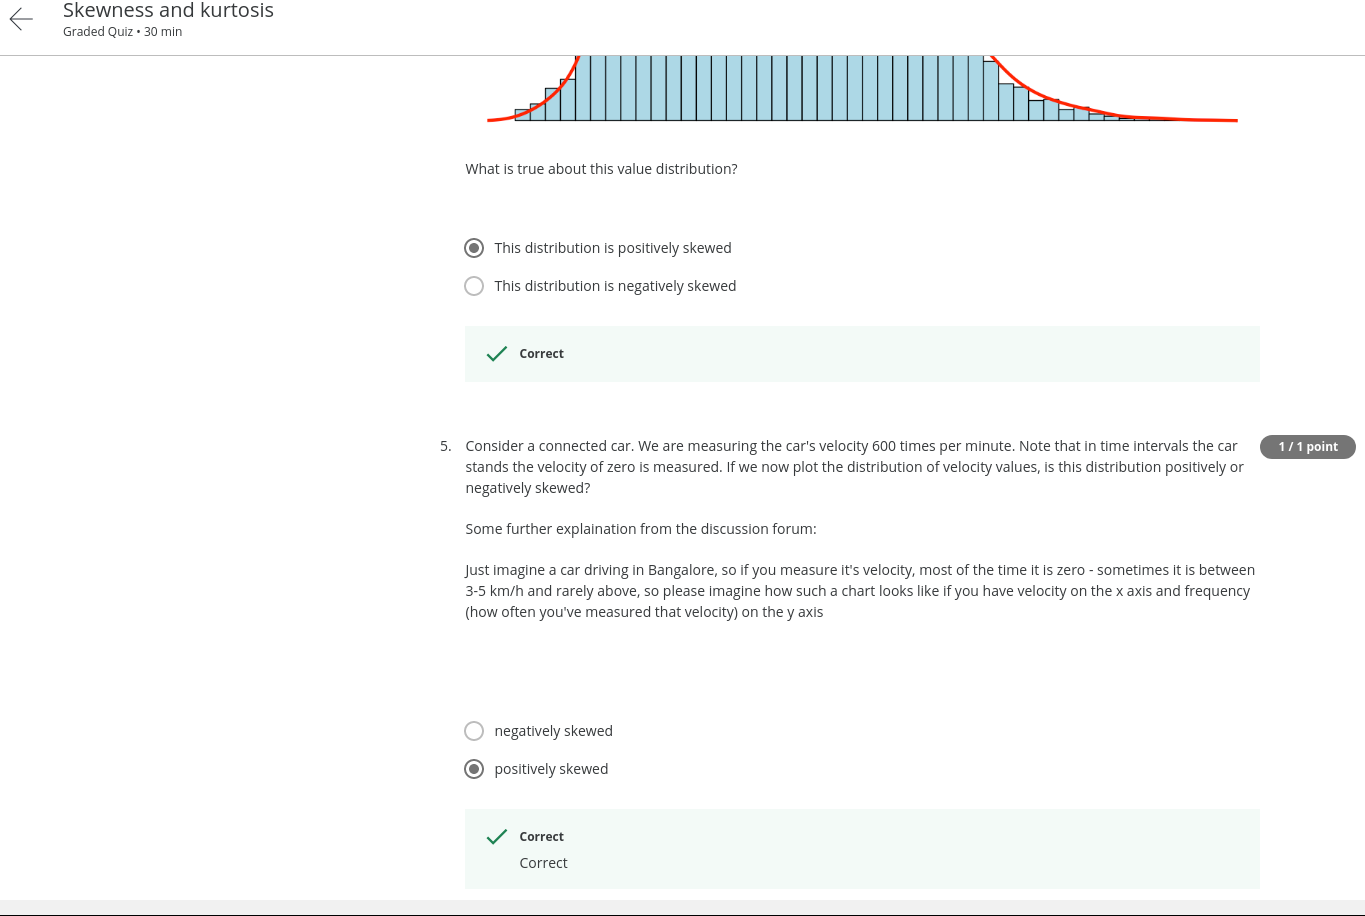 Skewness and kurtosis
Graded Quiz • 30 min
What is true about this value distribution?
This distribution is positively skewed
This distribution is negatively skewed
Correct
5. Consider a connected car. We are measuring the car's velocity 600 times per minute. Note that in time intervals the car
1 / 1 point
stands the velocity of zero is measured. If we now plot the distribution of velocity values, is this distribution positively or
negatively skewed?
Some further explaination from the discussion forum:
Just imagine a car driving in Bangalore, so if you measure it's velocity, most of the time it is zero - sometimes it is between
3-5 km/h and rarely above, so please imagine how such a chart looks like if you have velocity on the x axis and frequency
(how often you've measured that velocity) on the y axis
negatively skewed
positively skewed
Correct
Correct